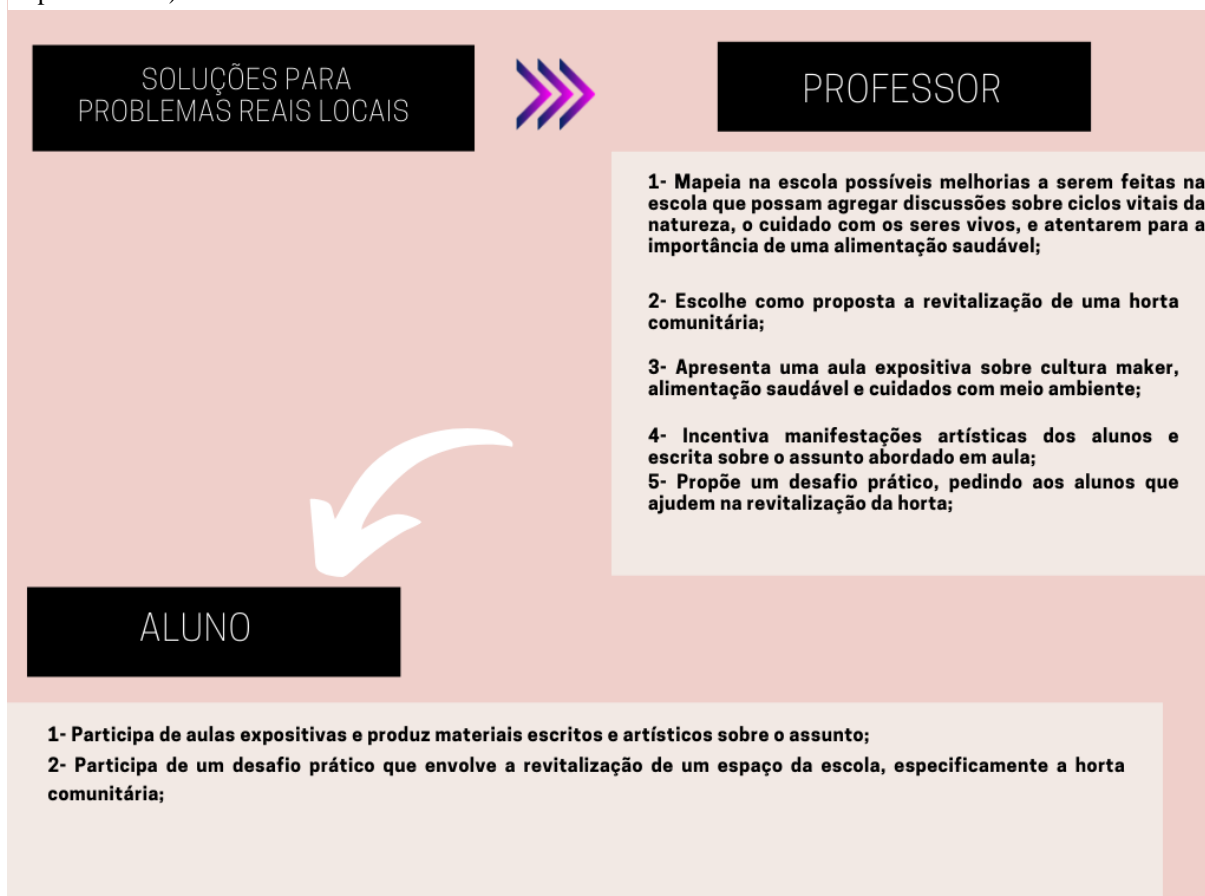 SOLUÇÕES PARA
PROBLEMAS REAIS LOCAIS
PROFESSOR
1- Mapeia na escola possíveis melhorias a serem feitas na
escola que possam agregar discussões sobre ciclos vitais da
natureza, o cuidado com os seres vivos, e atentarem para a
importância de uma alimentação saudável;
2- Escolhe como proposta a revitalização de uma horta
comunitária;
3- Apresenta uma aula expositiva sobre cultura maker,
alimentação saudável e cuidados com meio ambiente;
4- Incentiva manifestações artísticas dos alunos e
escrita sobre o assunto abordado em aula;
5- Propõe um desafio prático, pedindo aos alunos que
ajudem na revitalização da horta;
ALUNO
1- Participa de aulas expositivas e produz materiais escritos e artísticos sobre o assunto;
2- Participa de um desafio prático que envolve a revitalização de um espaço da escola, especificamente a horta
comunitária;